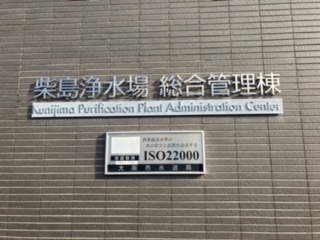 柴島浄水場 総合管理棟
Kunijima Purification Plant Administration Center
ISO22000
大阪市水道局